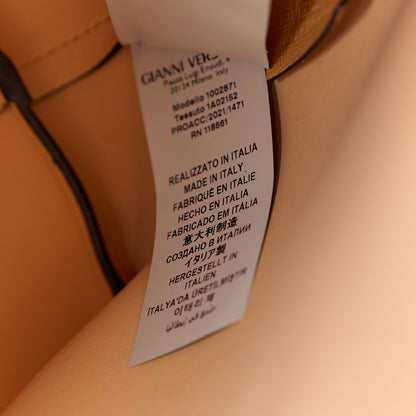 GIANNI VERS
Piazza Luigi Einaudi, 4
20124 Milano, Italy
Modello 1002871
Tessuto 1A02152
PROACC/2021/1471
RN 116661
REALIZZATO IN ITALIA
MADE IN ITALY
FABRIQUÉ EN ITALIE
HECHO EN ITALIA
FABRICADO EM ITÁLIA
意大利制造
СОЗДАНО В ИТАЛИИ
イタリア製
HERGESTELLT IN
ITALIEN
İTALYA'DA ÜRETİLMİŞTİR
이태리 제